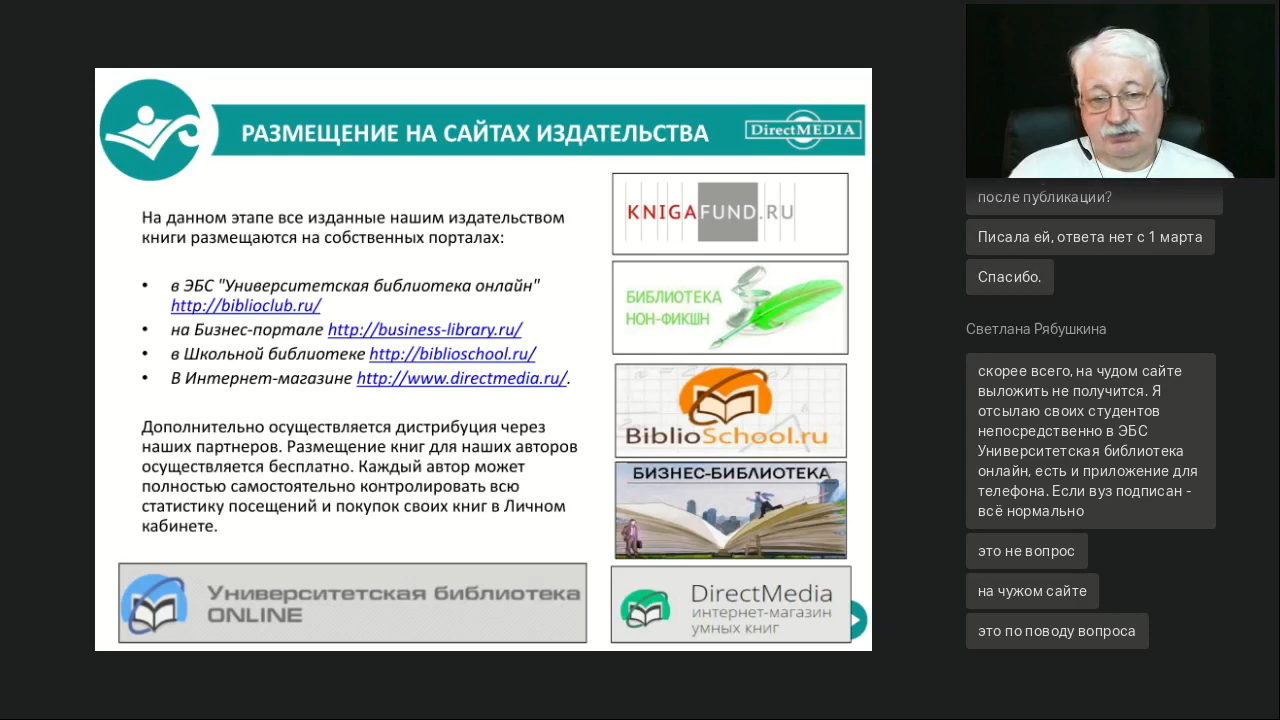 РАЗМЕЩЕНИЕ НА САЙТАХ ИЗДАТЕЛЬСТВА
DirectMEDIA
На данном этапе все изданные нашим издательством
книги размещаются на собственных порталах:
• в ЭБС "Университетская библиотека онлайн"
http://biblioclub.ru/
• на Бизнес-портале http://business-library.ru/
• в Школьной библиотеке http://biblioschool.ru/
• В Интернет-магазине http://www.directmedia.ru/.
Дополнительно осуществляется дистрибуция через
наших партнеров. Размещение книг для наших авторов
осуществляется бесплатно. Каждый автор может
полностью самостоятельно контролировать всю
статистику посещений и покупок своих книг в Личном
кабинете.
KNIGAFUND.RU
БИБЛИОТЕКА
НОН-ФИКШН
BiblioSchool.ru
БИЗНЕС-БИБЛИОТЕКА
Университетская библиотека
ONLINE
DirectMedia
интернет-магазин
умных книг
после публикации?
Писала ей, ответа нет с 1 марта
Спасибо.
Светлана Рябушкина
скорее всего, на чудом сайте
выложить не получится. Я
отсылаю своих студентов
непосредственно в ЭБС
Университетская библиотека
онлайн, есть и приложение для
телефона. Если вуз подписан -
всё нормально
это не вопрос
на чужом сайте
это по поводу вопроса